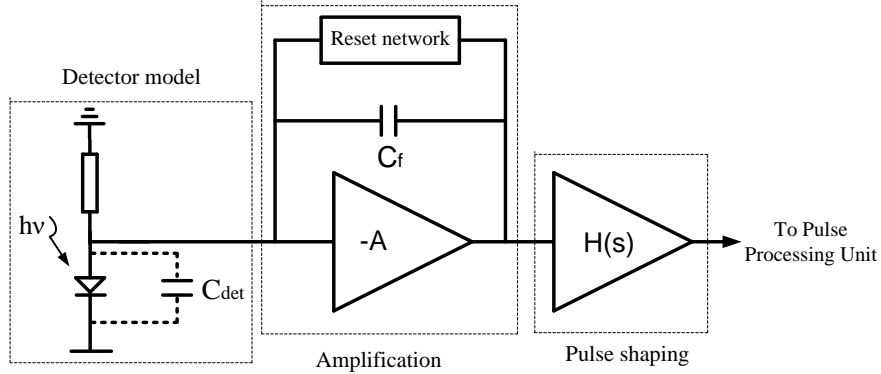 Reset network
Detector model
Cf
hν
-A
H(s)
To Pulse
Processing Unit
Cdet
Amplification
Pulse shaping